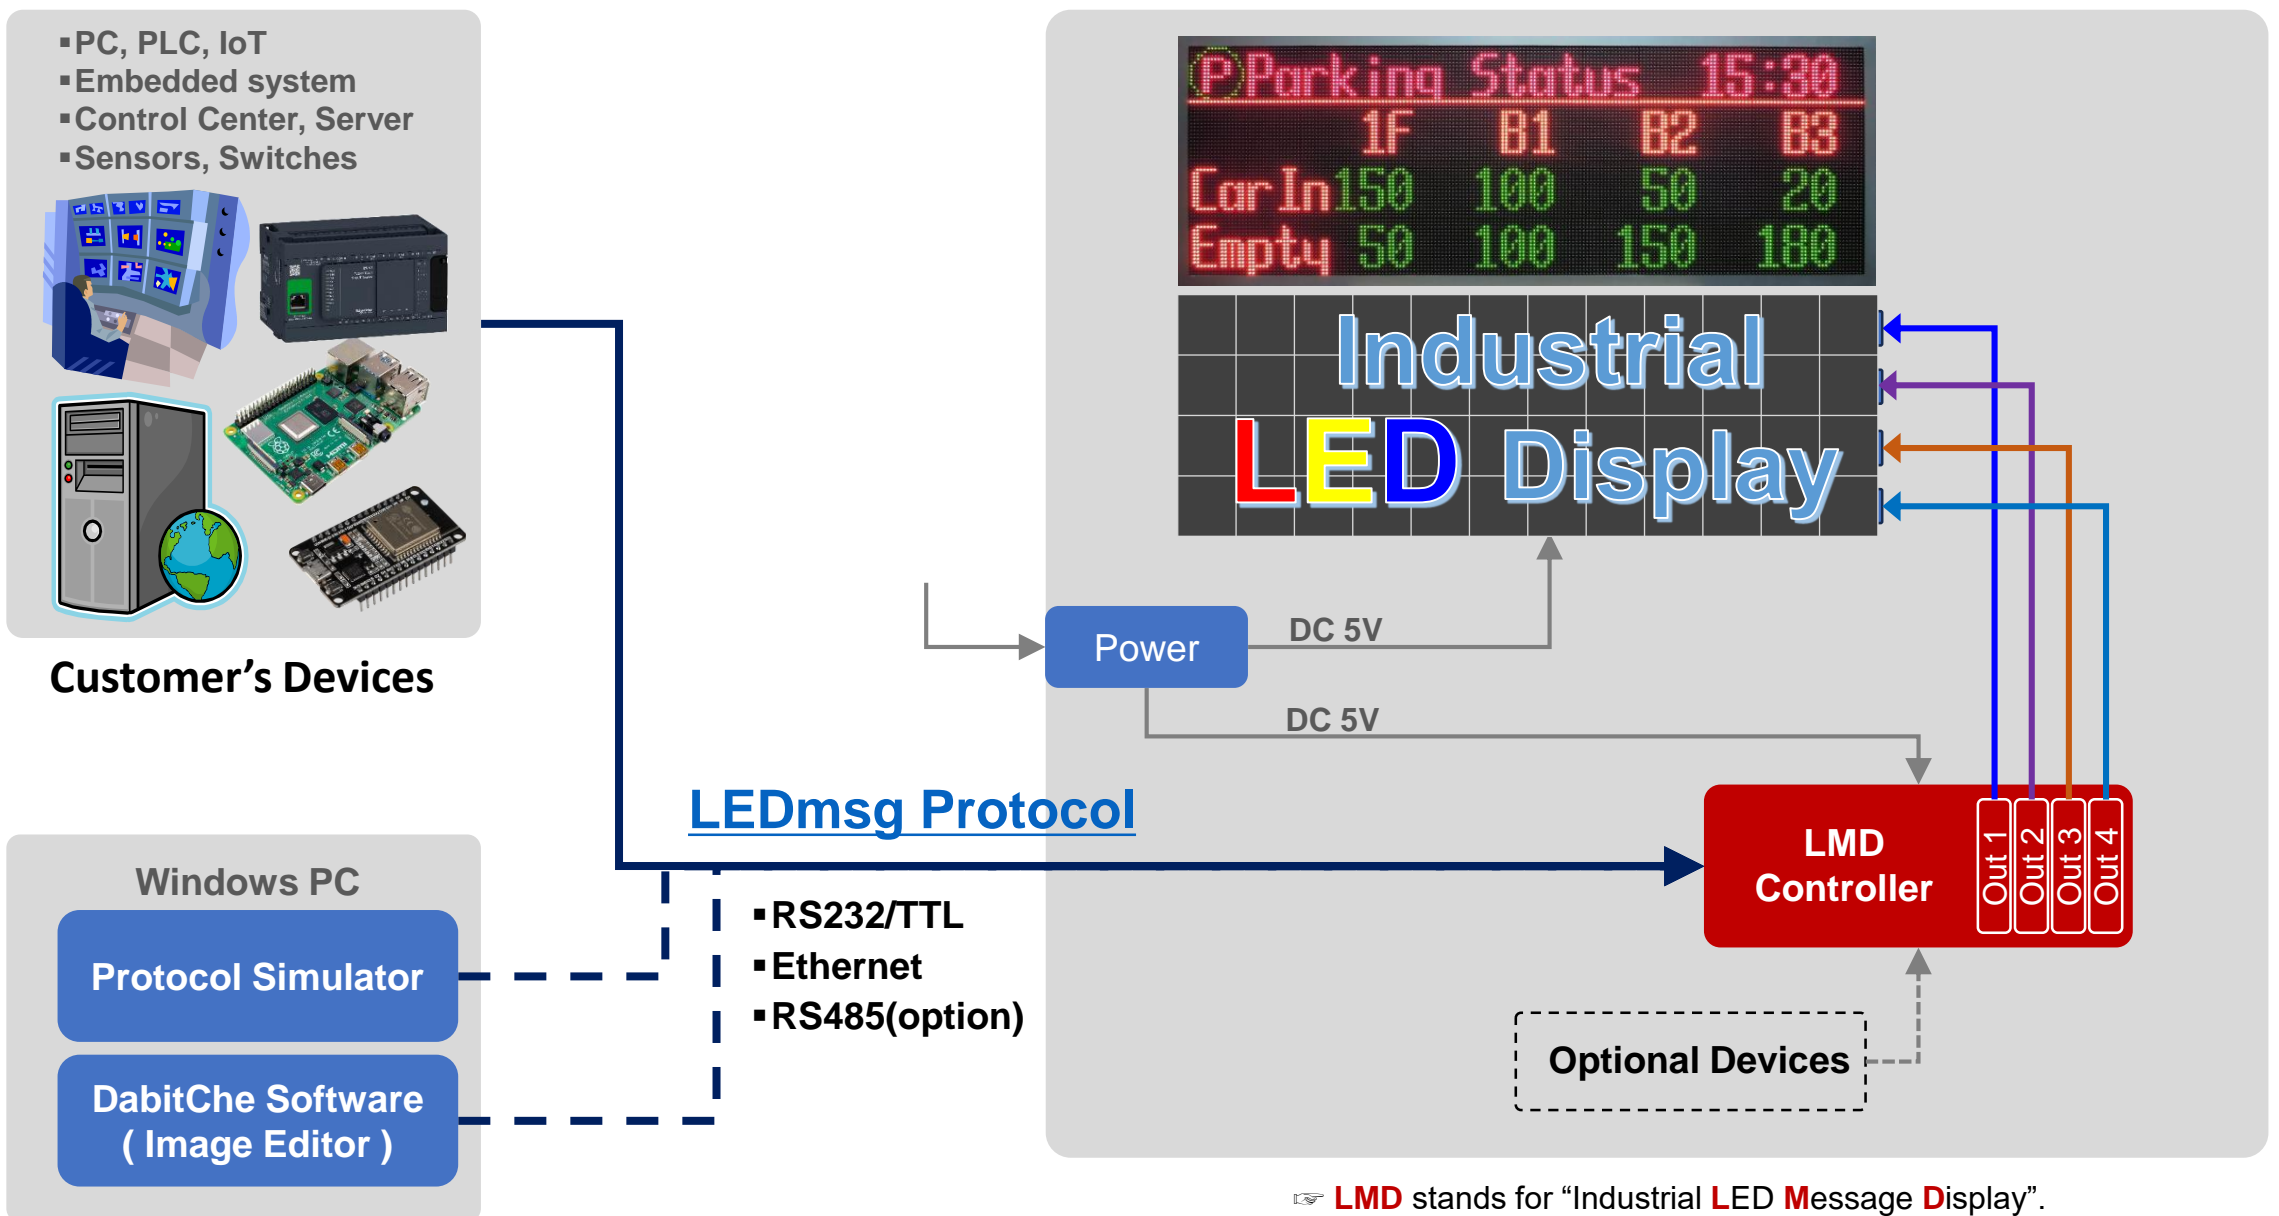 ▪PC, PLC, IoT
▪Embedded system
▪Control Center, Server
▪Sensors, Switches
Customer’s Devices
Windows PC
Protocol Simulator
DabitChe Software
( Image Editor )
LEDmsg Protocol
▪RS232/TTL
▪Ethernet
▪RS485(option)
P Parking Status 15:30
1F B1 B2 B3
Car In 150 100 50 20
Empty 50 100 150 180
Industrial
LED Display
Power
DC 5V
DC 5V
LMD
Controller
Out 1
Out 2
Out 3
Out 4
Optional Devices
☞ LMD stands for “Industrial LED Message Display”.